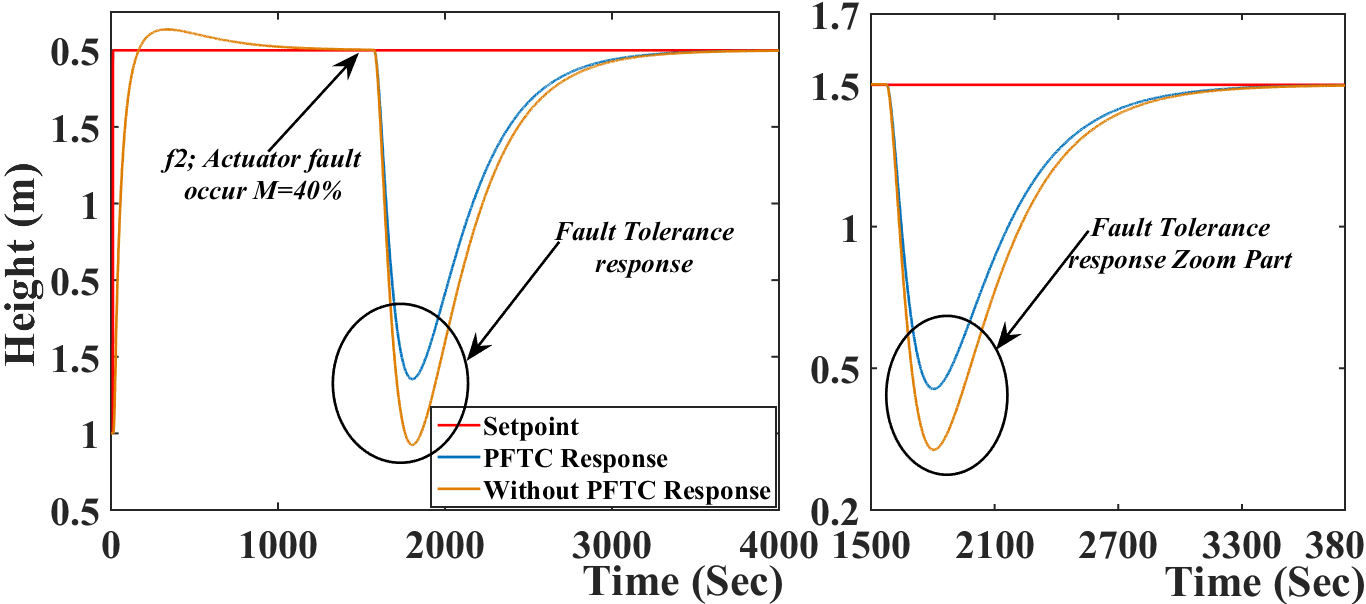 0.5
1.5
1
0.5
1.5
1
0.5
Height (m)
0
1000
2000
3000
4000
Time (Sec)
f2; Actuator fault
occur M=40%
Fault Tolerance
response
Setpoint
PFTC Response
Without PFTC Response
1.7
1.5
1
0.5
0.2
1500
2100
2700
3300
380
Time (Sec)
Fault Tolerance
response Zoom Part